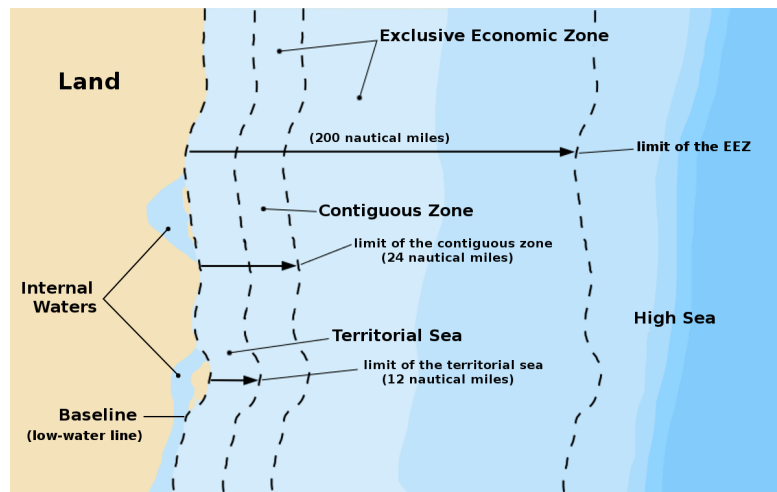 Exclusive Economic Zone
Land
(200 nautical miles)
limit of the EEZ
Contiguous Zone
limit of the contiguous zone
(24 nautical miles)
Internal
Waters
High Sea
Territorial Sea
limit of the territorial sea
(12 nautical miles)
Baseline
(low-water line)